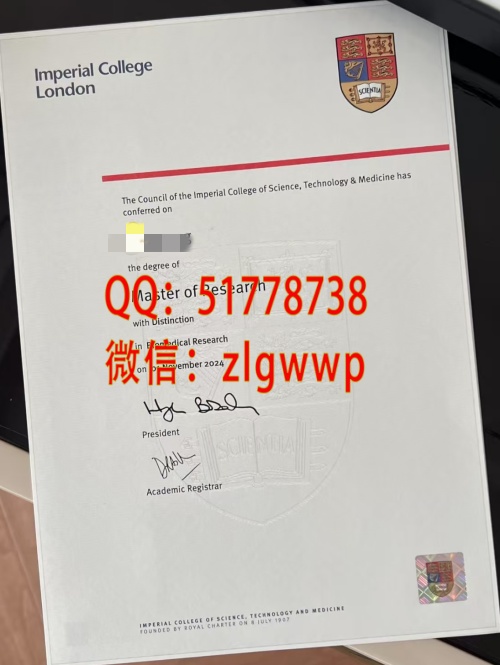 Imperial College
London
SCIENTIA
The Council of the Imperial College of Science, Technology & Medicine has
conferred on
the degree of
Master of Research
QQ：51778738
with Distinction
in Biomedical Research
微信：zlgwwp
on November 2024
President
SCIENTIA
Academic Registrar
IMPERIAL COLLEGE OF SCIENCE, TECHNOLOGY AND MEDICINE
FOUNDED BY ROYAL CHARTER ON 8 JULY 1907